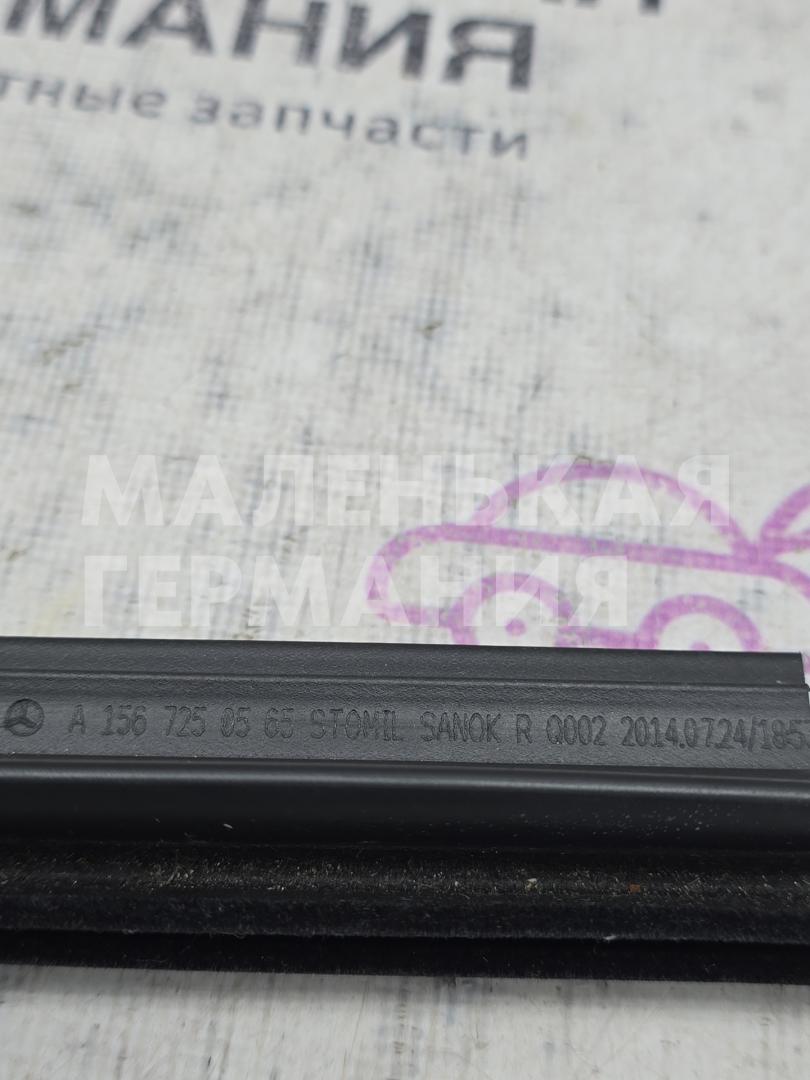 МАНИЯ
тные запчасти
МАЛЕНЬКАЯ
ГЕРМАНИЯ
A 156 725 05 65 STOMIL SANOK R Q002 2014.07.24/185